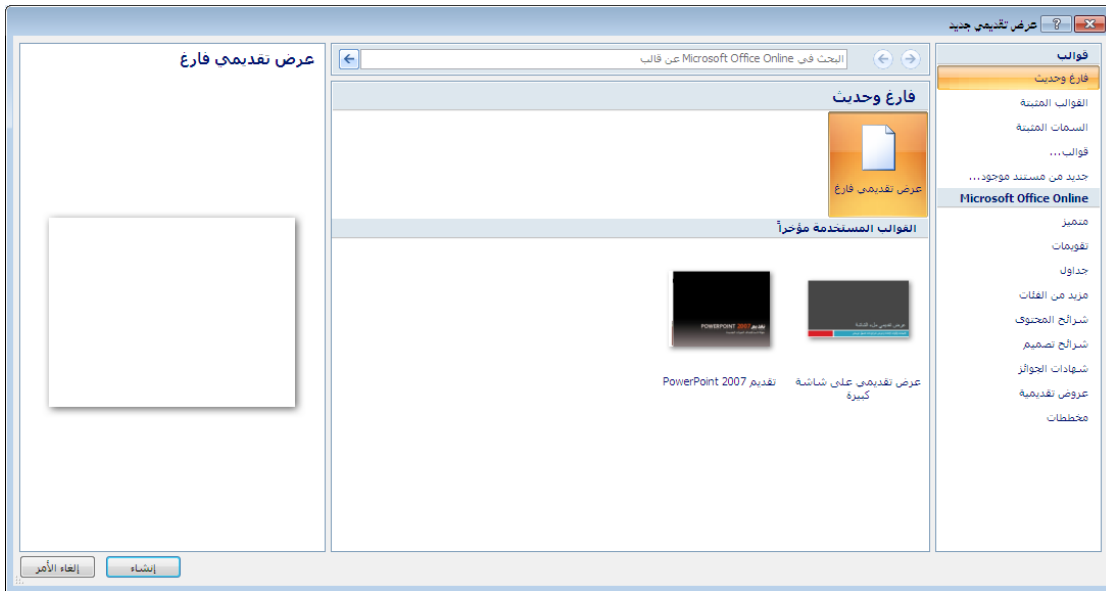 عرض تقديمي جديد
قوالب
فارغ وحديث
القوالب المثبتة
السمات المثبتة
قوالب...
جديد من مستند موجود...
Microsoft Office Online
متميز
تقويمات
جداول
مزيد من الفئات
شرائح المحتوى
شرائح تصميم
شهادات الجوائز
عروض تقديمية
مخططات
البحث في Microsoft Office Online عن قالب
فارغ وحديث
عرض تقديمي فارغ
القوالب المستخدمة مؤخراً
عرض تقديمي على شاشة
كبيرة
تقديم POWERPOINT 2007
تقديم PowerPoint 2007
عرض تقديمي فارغ
إنشاء
إلغاء الأمر